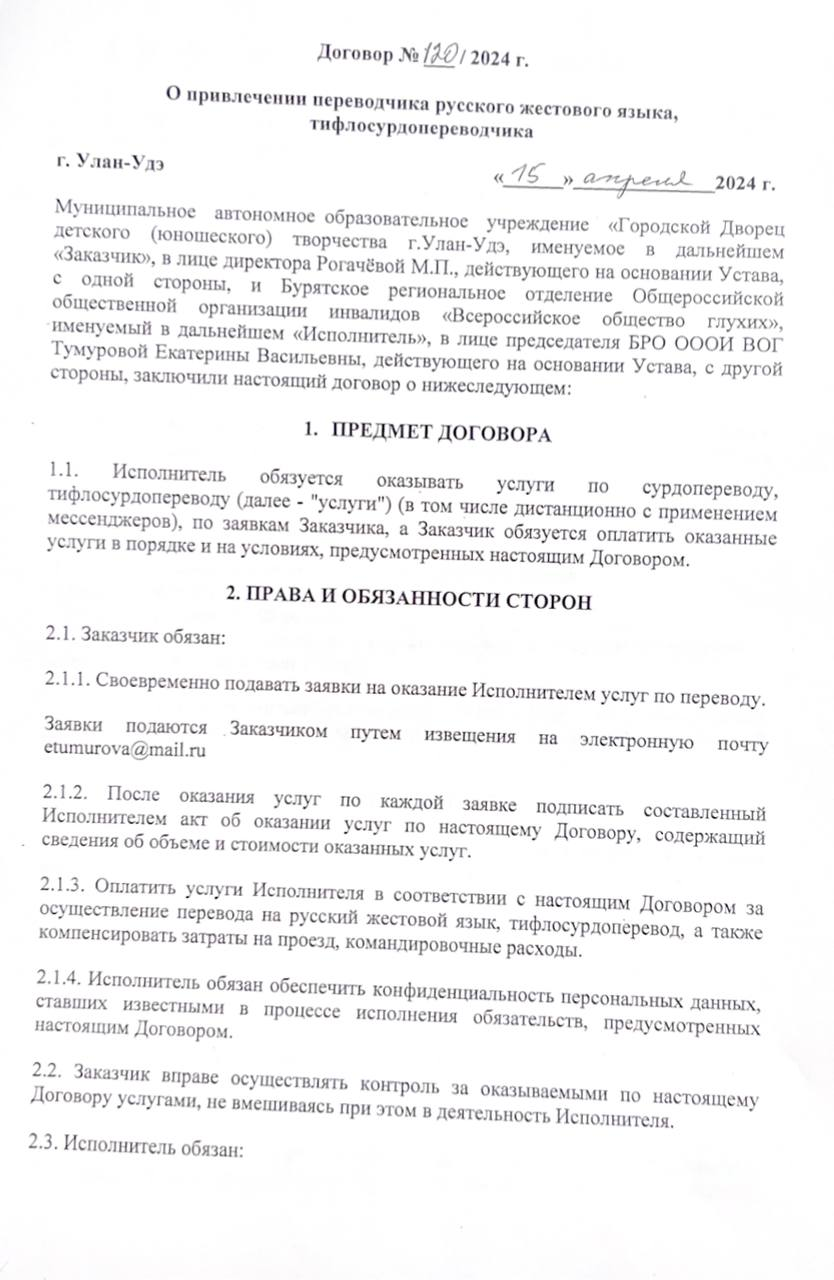 Договор № 120 / 2024 г.
О привлечении переводчика русского жестового языка,
тифлосурдопереводчика
г. Улан-Удэ
«15» апреля 2024 г.
Муниципальное автономное образовательное учреждение «Городской Дворец
детского (юношеского) творчества г.Улан-Удэ, именуемое в дальнейшем
«Заказчик», в лице директора Рогачёвой М.П., действующего на основании Устава,
с одной стороны, и Бурятское региональное отделение Общероссийской
общественной организации инвалидов «Всероссийское общество глухих»,
именуемый в дальнейшем «Исполнитель», в лице председателя БРО ОООИ ВОГ
Тумуровой Екатерины Васильевны, действующего на основании Устава, с другой
стороны, заключили настоящий договор о нижеследующем:
1. ПРЕДМЕТ ДОГОВОРА
1.1. Исполнитель обязуется оказывать услуги по сурдопереводу,
тифлосурдопереводу (далее - "услуги") (в том числе дистанционно с применением
мессенджеров), по заявкам Заказчика, а Заказчик обязуется оплатить оказанные
услуги в порядке и на условиях, предусмотренных настоящим Договором.
2. ПРАВА И ОБЯЗАННОСТИ СТОРОН
2.1. Заказчик обязан:
2.1.1. Своевременно подавать заявки на оказание Исполнителем услуг по переводу.
Заявки подаются Заказчиком путем извещения на электронную почту
etumurova@mail.ru
2.1.2. После оказания услуг по каждой заявке подписать составленный
Исполнителем акт об оказании услуг по настоящему Договору, содержащий
сведения об объеме и стоимости оказанных услуг.
2.1.3. Оплатить услуги Исполнителя в соответствии с настоящим Договором за
осуществление перевода на русский жестовой язык, тифлосурдоперевод, а также
компенсировать затраты на проезд, командировочные расходы.
2.1.4. Исполнитель обязан обеспечить конфиденциальность персональных данных,
ставших известными в процессе исполнения обязательств, предусмотренных
настоящим Договором.
2.2. Заказчик вправе осуществлять контроль за оказываемыми по настоящему
Договору услугами, не вмешиваясь при этом в деятельность Исполнителя.
2.3. Исполнитель обязан: